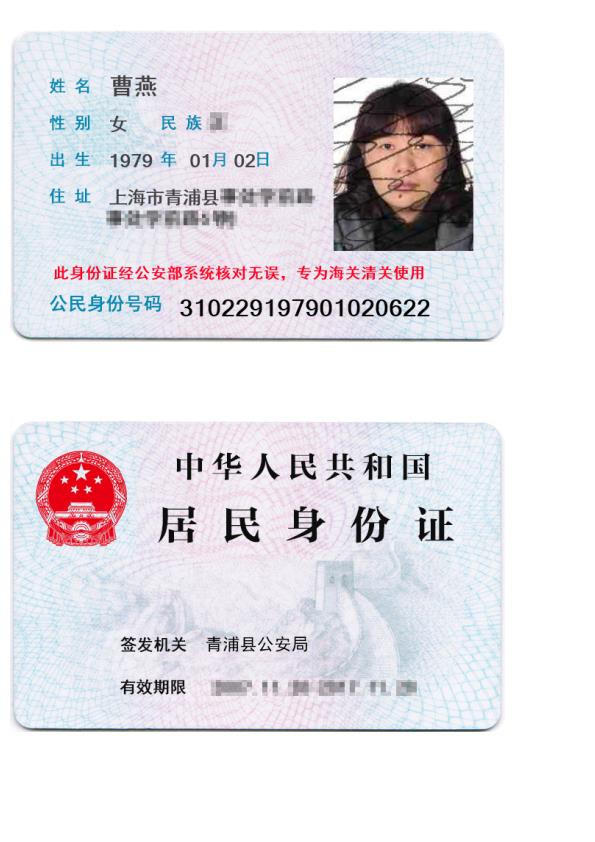 姓名 曹燕
性别 女 民族
出生 1979 年 01月 02日
住址 上海市青浦县
此身份证经公安部系统核对无误，专为海关清关使用
公民身份号码 310229197901020622
中华人民共和国
居民身份证
签发机关 青浦县公安局
有效期限